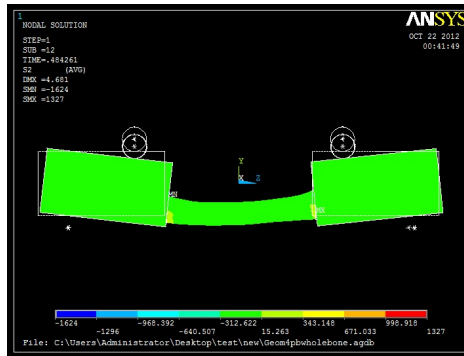 1
NODAL SOLUTION
STEP=1
SUB =12
TIME=.484261
S2 (AVG)
DMX =4.681
SMN =-1624
SMX =1327
ANSYS
OCT 22 2012
00:41:49
Y
X Z
MN
MX
-1624 -968.392 -312.622 343.148 998.918
-1296 -640.507 15.263 671.033 1327
File: C:\Users\Administrator\Desktop\test\new\Geom4pbwholebone.agdb